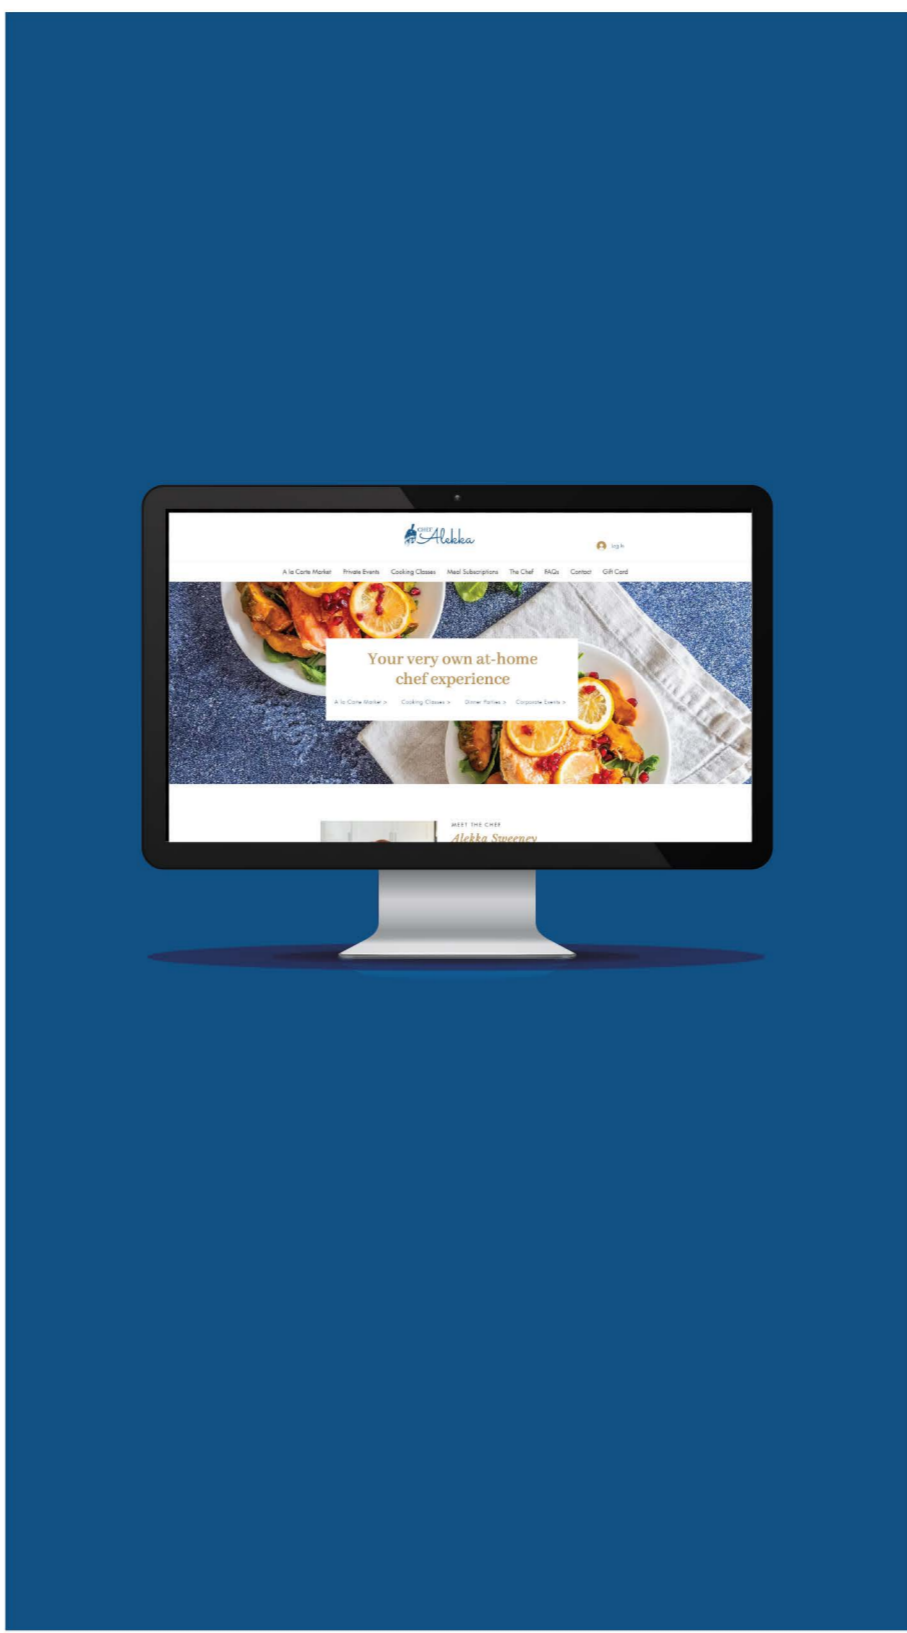 CHEF
Alekka
Log In
A la Carte Market Private Events Cooking Classes Meal Subscriptions The Chef FAQs Contact Gift Card
Your very own at-home
chef experience
A la Carte Market > Cooking Classes > Dinner Parties > Corporate Events >
MEET THE CHEF
Alekka Sweeney